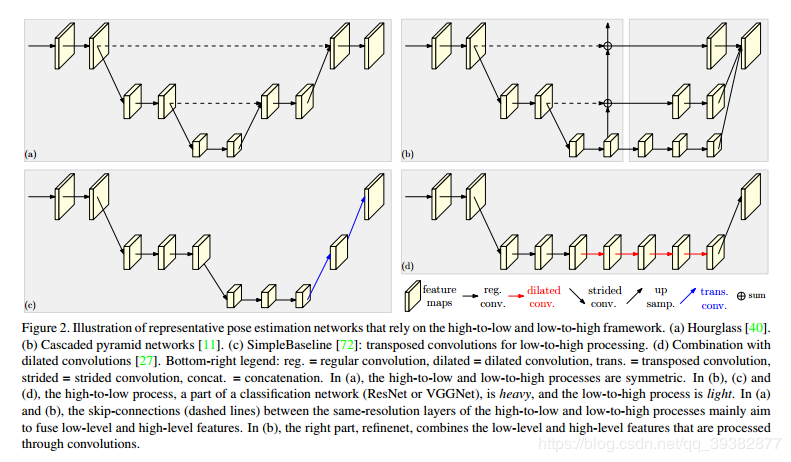 (a)
(b)
(c)
(d)
feature maps
reg. conv.
dilated conv.
strided conv.
up samp.
trans. conv.
sum
Figure 2. Illustration of representative pose estimation networks that rely on the high-to-low and low-to-high framework. (a) Hourglass [40].
(b) Cascaded pyramid networks [11]. (c) SimpleBaseline [72]: transposed convolutions for low-to-high processing. (d) Combination with
dilated convolutions [27]. Bottom-right legend: reg. = regular convolution, dilated = dilated convolution, trans. = transposed convolution,
strided = strided convolution, concat. = concatenation. In (a), the high-to-low and low-to-high processes are symmetric. In (b), (c) and
(d), the high-to-low process, a part of a classification network (ResNet or VGGNet), is heavy, and the low-to-high process is light. In (a)
and (b), the skip-connections (dashed lines) between the same-resolution layers of the high-to-low and low-to-high processes mainly aim
to fuse low-level and high-level features. In (b), the right part, refinenet, combines the low-level and high-level features that are processed
through convolutions.
https://blog.csdn.net/qq_39382877